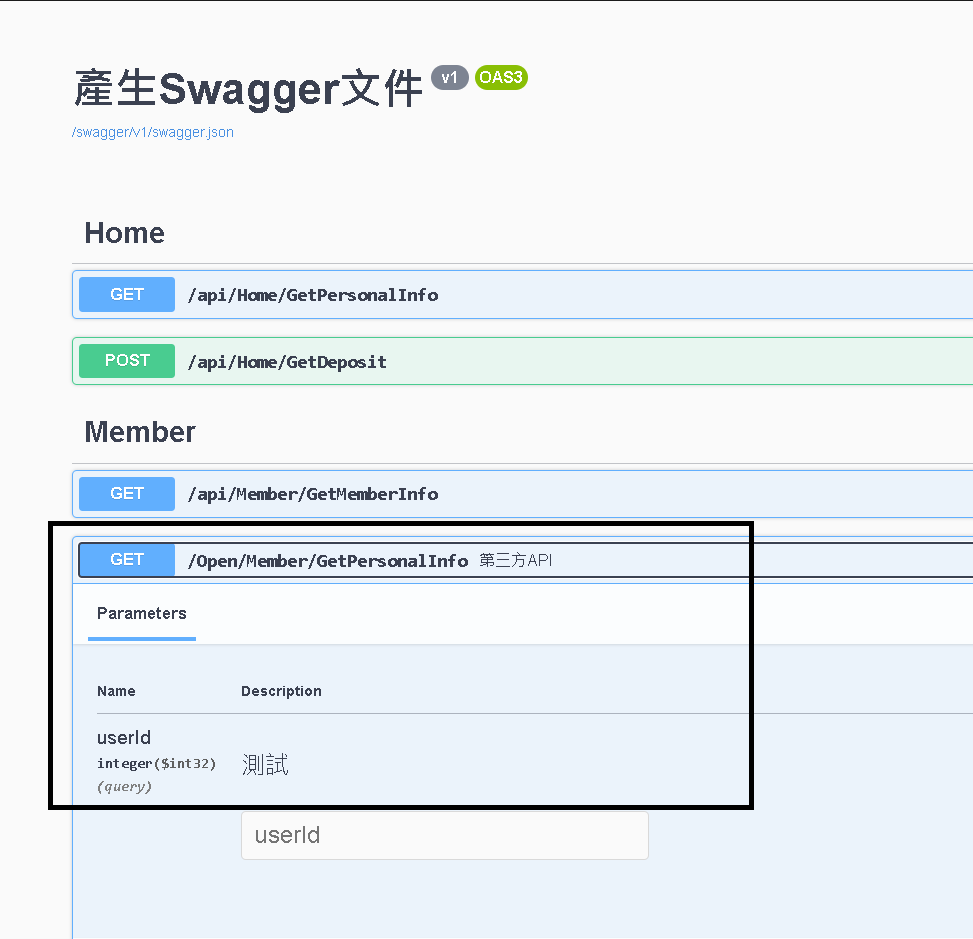 產生Swagger文件 v1 OAS3
/swagger/v1/swagger.json
Home
GET /api/Home/GetPersonalInfo
POST /api/Home/GetDeposit
Member
GET /api/Member/GetMemberInfo
GET /Open/Member/GetPersonalInfo 第三方API
Parameters
Name Description
userId
integer($int32) 測試
(query)
userId